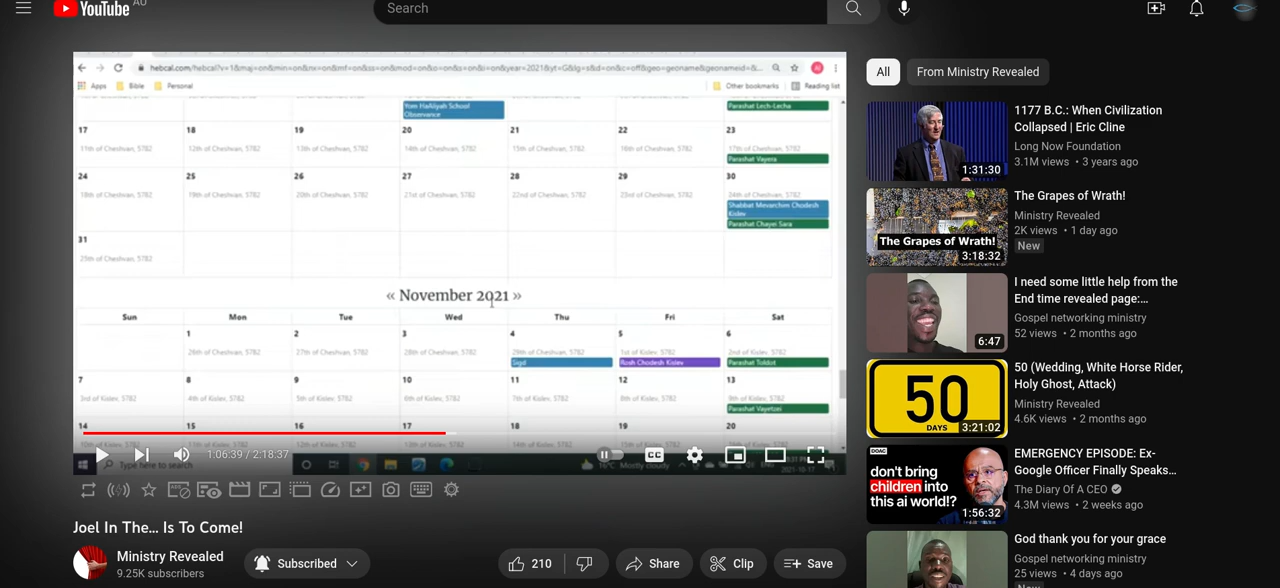 YouTube AU
Search
hebcal.com/hebcal?v=1&maj=on&min=on&nx=on&mf=on&ss=on&mod=on&o=on&s=on&i=on&year=2021&yt=G&lg=s&d=on&c=off&geo=geoname&geonameid=&i...
Apps Bible Personal Other bookmarks Reading list
Yom HaAliyah School
Observance
Parashat Lech-Lecha
17 18 19 20 21 22 23
11th of Cheshvan, 5782 12th of Cheshvan, 5782 13th of Cheshvan, 5782 14th of Cheshvan, 5782 15th of Cheshvan, 5782 16th of Cheshvan, 5782 17th of Cheshvan, 5782
Parashat Vayera
24 25 26 27 28 29 30
18th of Cheshvan, 5782 19th of Cheshvan, 5782 20th of Cheshvan, 5782 21st of Cheshvan, 5782 22nd of Cheshvan, 5782 23rd of Cheshvan, 5782 24th of Cheshvan, 5782
Shabbat Mevarchim Chodesh
Kislev
Parashat Chayei Sara
31
25th of Cheshvan, 5782
« November 2021 »
Sun Mon Tue Wed Thu Fri Sat
1 2 3 4 5 6
26th of Cheshvan, 5782 27th of Cheshvan, 5782 28th of Cheshvan, 5782 29th of Cheshvan, 5782 1st of Kislev, 5782 2nd of Kislev, 5782
Sigd Rosh Chodesh Kislev Parashat Toldot
7 8 9 10 11 12 13
3rd of Kislev, 5782 4th of Kislev, 5782 5th of Kislev, 5782 6th of Kislev, 5782 7th of Kislev, 5782 8th of Kislev, 5782 9th of Kislev, 5782
Parashat Vayetzei
14 15 16 17 18 19 20
1:06:39 / 2:18:37
CC
Type here to search
Mostly cloudy
Joel In The... Is To Come!
Ministry Revealed
9.25K subscribers
Subscribed
210
Share
Clip
Save
All
From Ministry Revealed
1:31:30
1177 B.C.: When Civilization
Collapsed | Eric Cline
Long Now Foundation
3.1M views • 3 years ago
The Grapes of Wrath!
3:18:32
The Grapes of Wrath!
Ministry Revealed
2K views • 1 day ago
New
6:47
I need some little help from the
End time revealed page:...
Gospel networking ministry
52 views • 2 months ago
50
DAYS
3:21:02
50 (Wedding, White Horse Rider,
Holy Ghost, Attack)
Ministry Revealed
4.6K views • 2 months ago
DOAC
don't bring
children into
this ai world!?
1:56:32
EMERGENCY EPISODE: Ex-
Google Officer Finally Speaks...
The Diary Of A CEO
4.3M views • 2 weeks ago
God thank you for your grace
Gospel networking ministry
25 views • 4 days ago
New